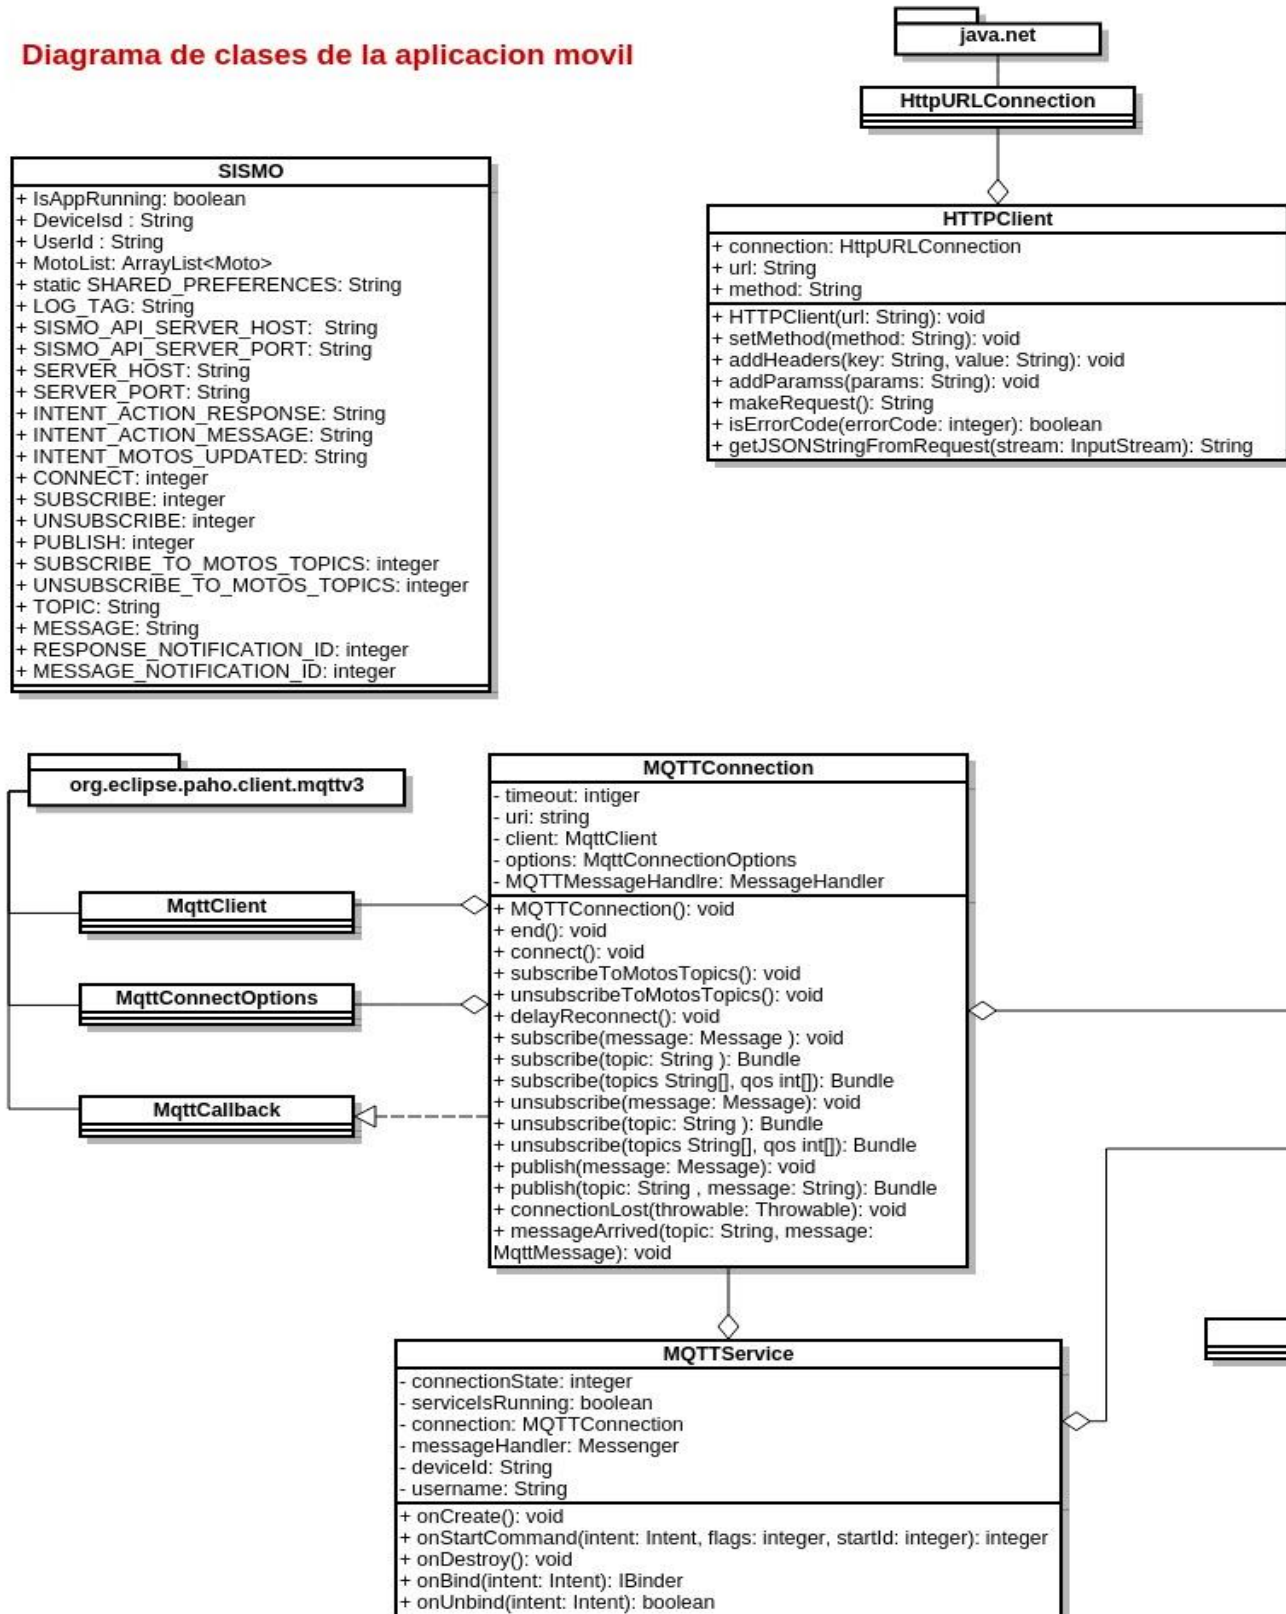 Diagrama de clases de la aplicacion movil
java.net
HttpURLConnection
SISMO
+ IsAppRunning: boolean
+ DeviceIsd : String
+ UserId : String
+ MotoList: ArrayList<Moto>
+ static SHARED_PREFERENCES: String
+ LOG_TAG: String
+ SISMO_API_SERVER_HOST:  String
+ SISMO_API_SERVER_PORT: String
+ SERVER_HOST: String
+ SERVER_PORT: String
+ INTENT_ACTION_RESPONSE: String
+ INTENT_ACTION_MESSAGE: String
+ INTENT_MOTOS_UPDATED: String
+ CONNECT: integer
+ SUBSCRIBE: integer
+ UNSUBSCRIBE: integer
+ PUBLISH: integer
+ SUBSCRIBE_TO_MOTOS_TOPICS: integer
+ UNSUBSCRIBE_TO_MOTOS_TOPICS: integer
+ TOPIC: String
+ MESSAGE: String
+ RESPONSE_NOTIFICATION_ID: integer
+ MESSAGE_NOTIFICATION_ID: integer
HTTPClient
+ connection: HttpURLConnection
+ url: String
+ method: String
+ HTTPClient(url: String): void
+ setMethod(method: String): void
+ addHeaders(key: String, value: String): void
+ addParamss(params: String): void
+ makeRequest(): String
+ isErrorCode(errorCode: integer): boolean
+ getJSONStringFromRequest(stream: InputStream): String
org.eclipse.paho.client.mqttv3
MqttClient
MqttConnectOptions
MqttCallback
MQTTConnection
- timeout: intiger
- uri: string
- client: MqttClient
- options: MqttConnectionOptions
- MQTTMessageHandlre: MessageHandler
+ MQTTConnection(): void
+ end(): void
+ connect(): void
+ subscribeToMotosTopics(): void
+ unsubscribeToMotosTopics(): void
+ delayReconnect(): void
+ subscribe(message: Message ): void
+ subscribe(topic: String ): Bundle
+ subscribe(topics String[], qos int[]): Bundle
+ unsubscribe(message: Message): void
+ unsubscribe(topic: String ): Bundle
+ unsubscribe(topics String[], qos int[]): Bundle
+ publish(message: Message): void
+ publish(topic: String , message: String): Bundle
+ connectionLost(throwable: Throwable): void
+ messageArrived(topic: String, message:
MqttMessage): void
MQTTService
- connectionState: integer
- serviceIsRunning: boolean
- connection: MQTTConnection
- messageHandler: Messenger
- deviceId: String
- username: String
+ onCreate(): void
+ onStartCommand(intent: Intent, flags: integer, startId: integer): integer
+ onDestroy(): void
+ onBind(intent: Intent): IBinder
+ onUnbind(intent: Intent): boolean